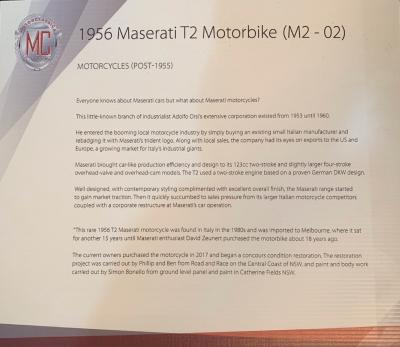 MC
1956 Maserati T2 Motorbike (M2 - 02)
MOTORCYCLES (POST-1955)
Everyone knows about Maserati cars but what about Maserati motorcycles?
This little-known branch of industrialist Adolfo Orsi's extensive corporation existed from 1953 until 1960.
He entered the booming local motorcycle industry by simply buying an existing small Italian manufacturer and
rebadging it with Maserati's trident logo. Along with local sales, the company had its eyes on exports to the US and
Europe, a growing market for Italy's industrial giants.
Maserati brought car-like production efficiency and design to its 123cc two-stroke and slightly larger four-stroke
overhead-valve and overhead-care models. The T2 used a two-stroke engine based on a proven German DKW design.
Well designed, with contemporary styling complimented with excellent overall finish, the Maserati range started
to gain market traction. Then it quickly succumbed to sales pressure from its larger Italian motorcycle competitors
coupled with a corporate restructure at Maserati's car operation.
"This rare 1956 T2 Maserati motorcycle was found in Italy in the 1980s and was imported to Melbourne, where it sat
for another 15 years until Maserati enthusiast David Zeunert purchased the motorbike about 18 years ago.
The current owners purchased the motorcycle in 2017 and began a concours condition restoration. The restoration
project was carried out by Phillip and Ben from Road and Race on the Central Coast of NSW, and paint and body work
carried out by Simon Bonello from ground level panel and paint in Catherine Fields NSW.